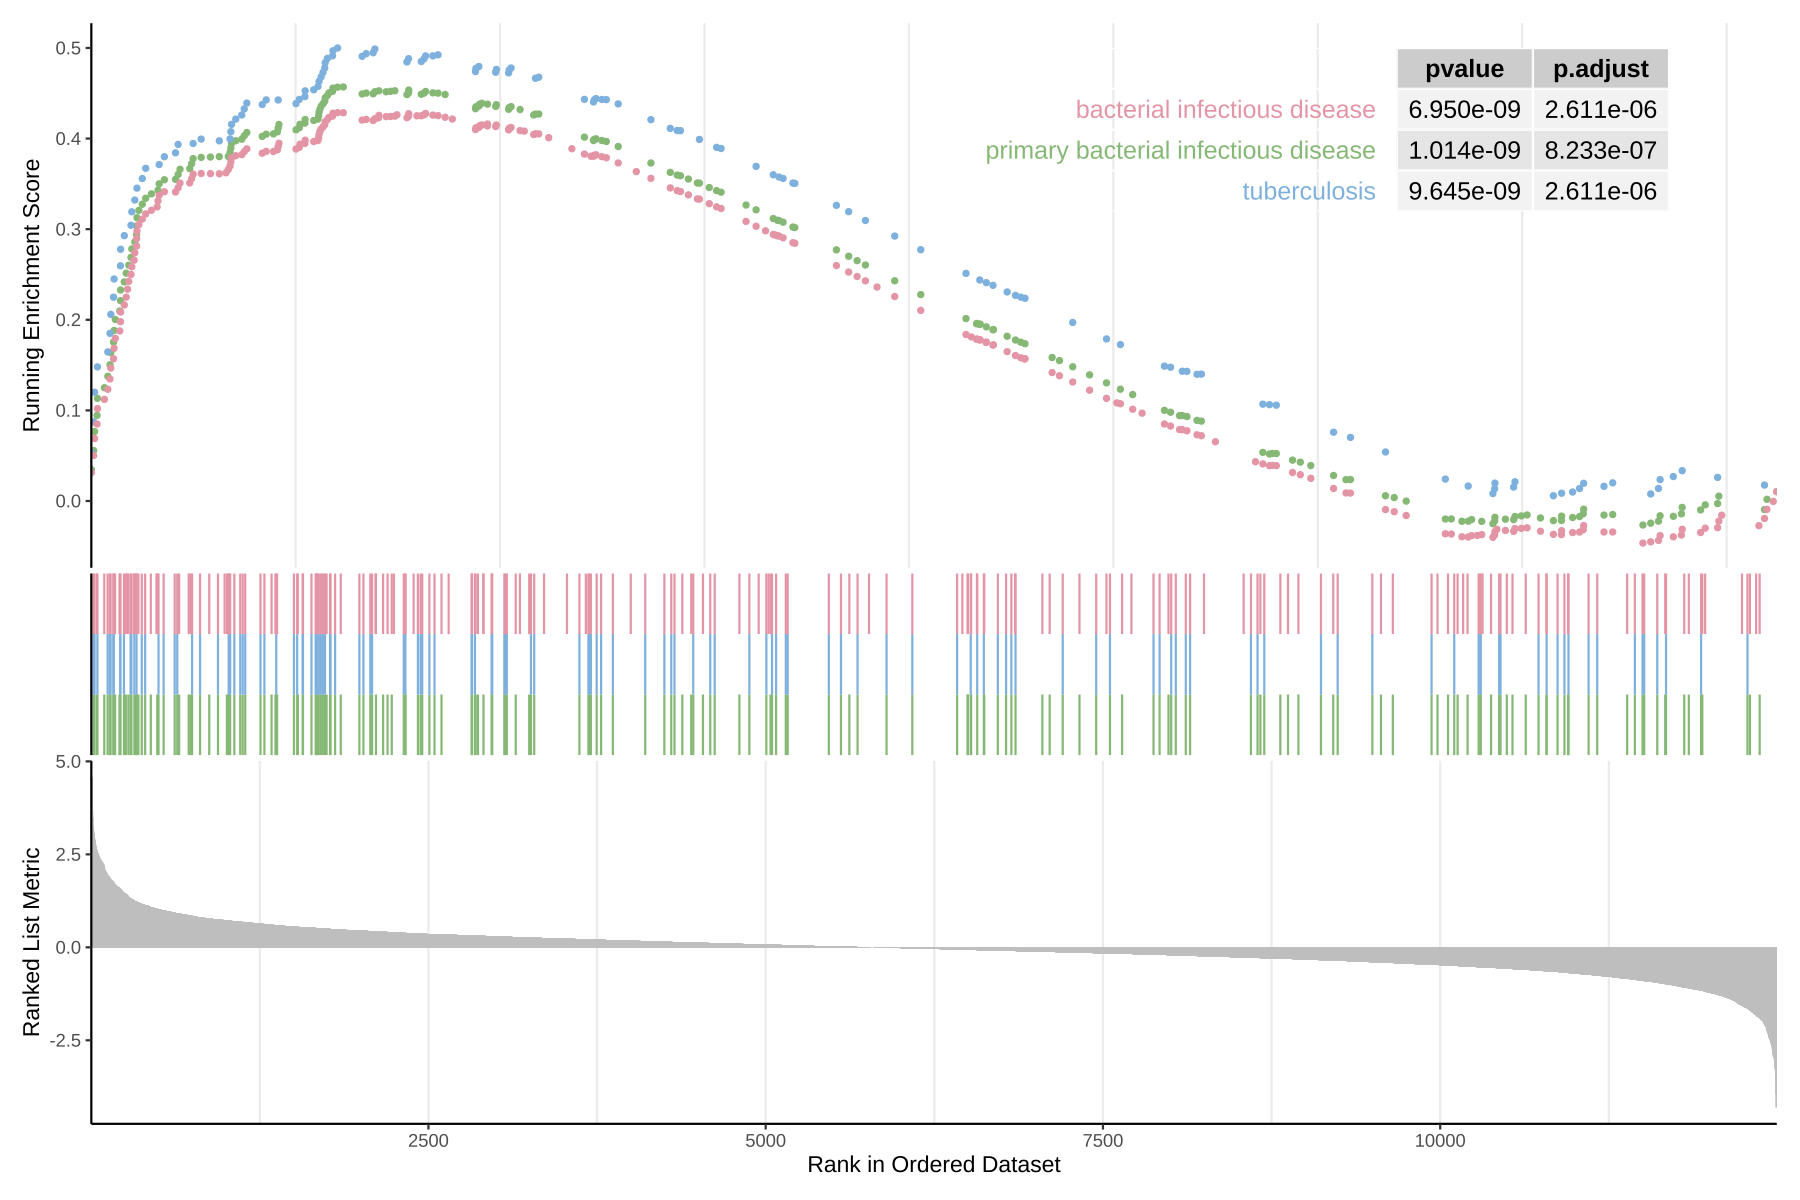 Running Enrichment Score
0.5
0.4
0.3
0.2
0.1
0.0
pvalue p.adjust
bacterial infectious disease 6.950e-09 2.611e-06
primary bacterial infectious disease 1.014e-09 8.233e-07
tuberculosis 9.645e-09 2.611e-06
Ranked List Metric
5.0
2.5
0.0
-2.5
2500 5000 7500 10000
Rank in Ordered Dataset